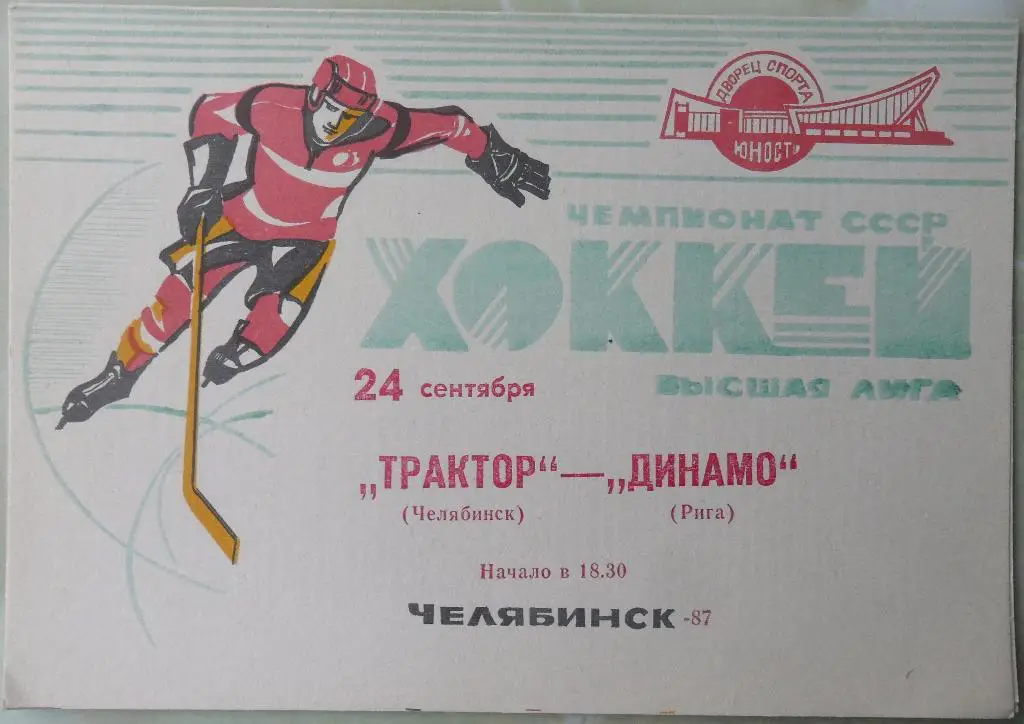 ДВОРЕЦ СПОРТА
ЮНОСТЬ
ЧЕМПИОНАТ СССР
ХОККЕЙ
ВЫСШАЯ ЛИГА
24 сентября
„ТРАКТОР“—„ДИНАМО“
(Челябинск) (Рига)
Начало в 18.30
ЧЕЛЯБИНСК -87